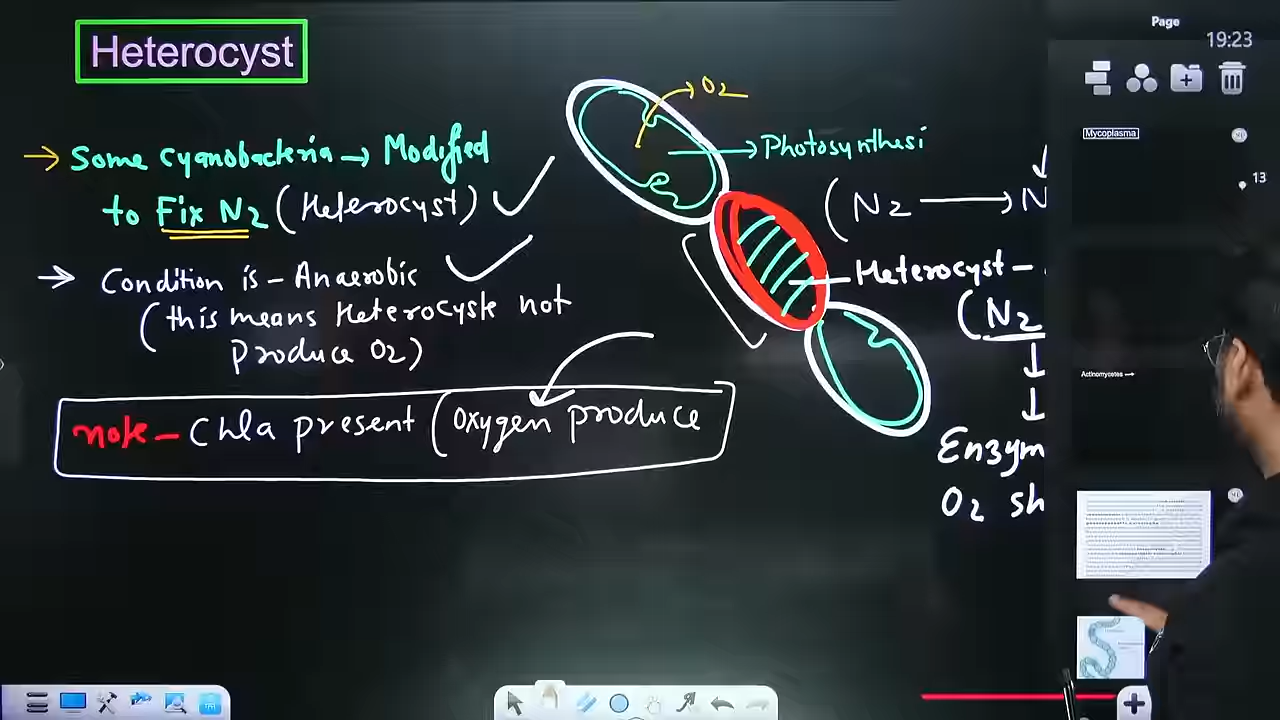 Heterocyst
→ Some cyanobacteria → Modified
to Fix N2 (Heterocyst)
→ Condition is - Anaerobic
(this means Heterocysts not
produce O2)
note - Chla present (Oxygen produce
→ O2
→ Photosynthesi
(N2 → N
Heterocyst -
(N2
↓
↓
Enzym
O2 sh
Page
19:23
Mycoplasma
13
Actinomycetes →